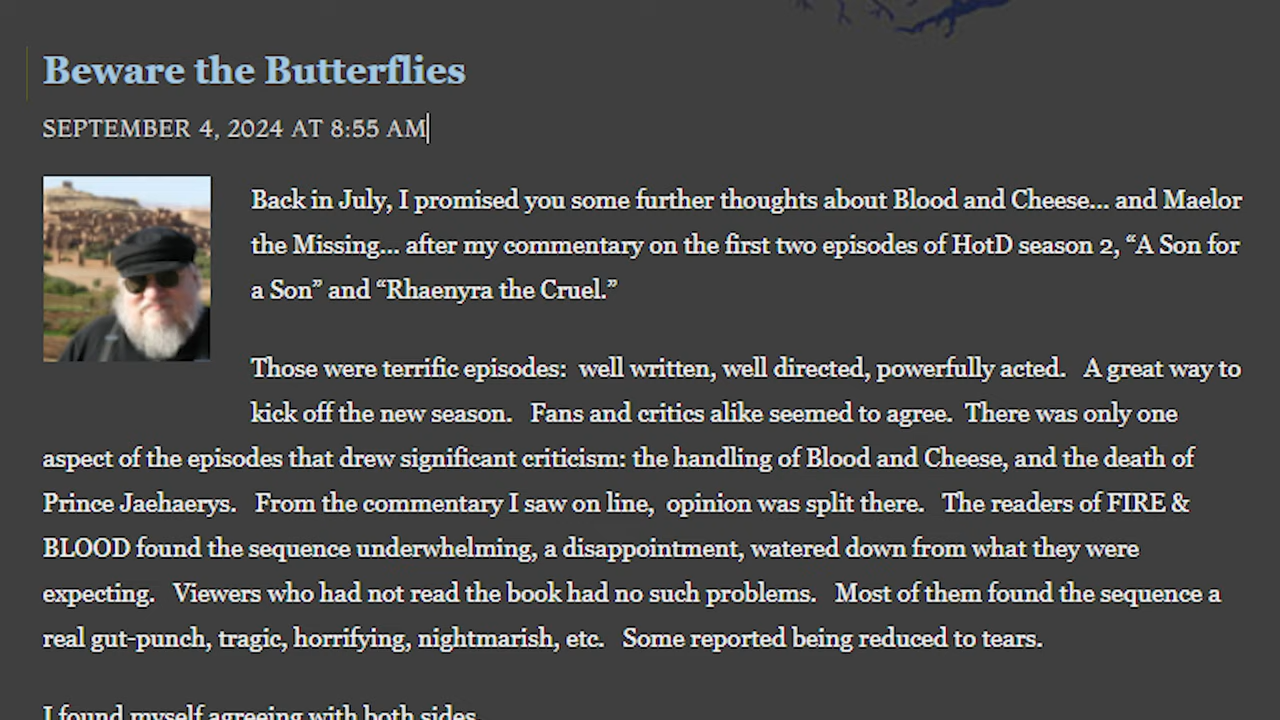 Beware the Butterflies
SEPTEMBER 4, 2024 AT 8:55 AM
Back in July, I promised you some further thoughts about Blood and Cheese... and Maelor
the Missing... after my commentary on the first two episodes of HotD season 2, “A Son for
a Son” and “Rhaenyra the Cruel.”
Those were terrific episodes:  well written, well directed, powerfully acted.   A great way to
kick off the new season.   Fans and critics alike seemed to agree.  There was only one
aspect of the episodes that drew significant criticism: the handling of Blood and Cheese, and the death of
Prince Jaehaerys.   From the commentary I saw on line,  opinion was split there.   The readers of FIRE &
BLOOD found the sequence underwhelming, a disappointment, watered down from what they were
expecting.   Viewers who had not read the book had no such problems.   Most of them found the sequence a
real gut-punch, tragic, horrifying, nightmarish, etc.   Some reported being reduced to tears.
I found myself agreeing with both sides.